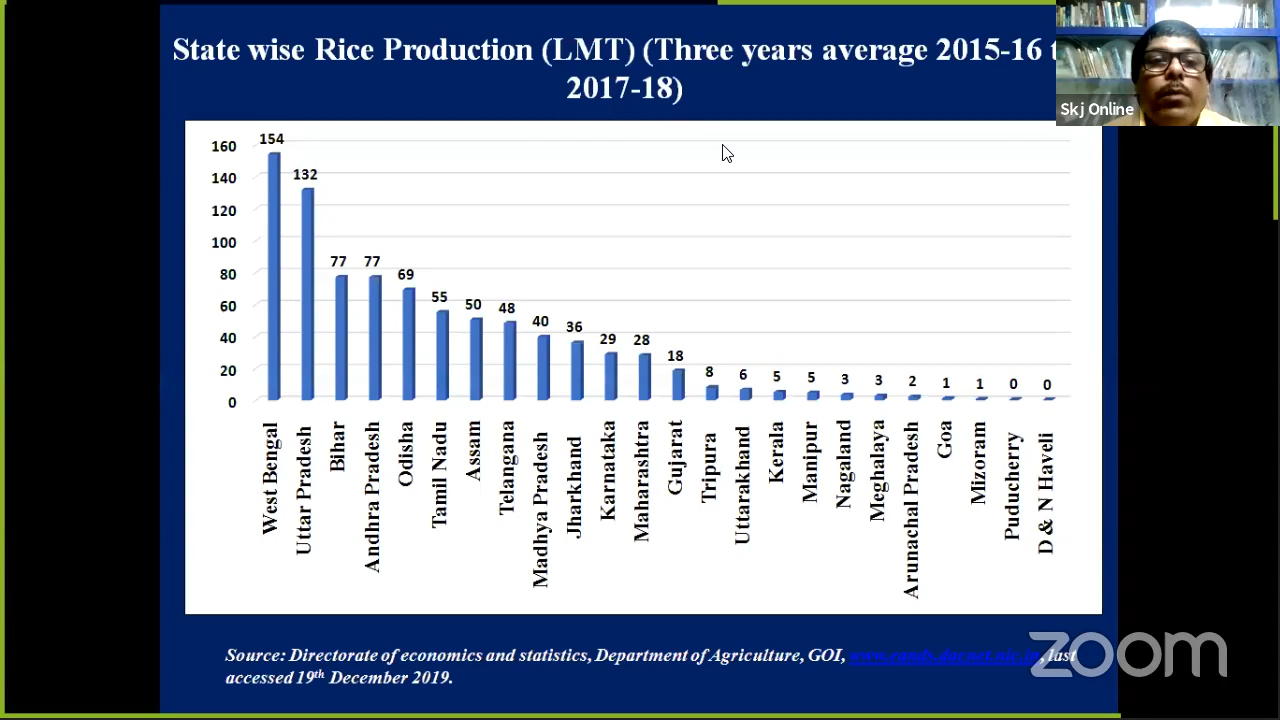 State wise Rice Production (LMT) (Three years average 2015-16
2017-18)
Skj Online
160
140
120
100
80
60
40
20
0
154
132
77
77
69
55
50
48
40
36
29
28
18
8
6
5
5
3
3
2
1
1
0
0
West Bengal
Uttar Pradesh
Bihar
Andhra Pradesh
Odisha
Tamil Nadu
Assam
Telangana
Madhya Pradesh
Jharkhand
Karnataka
Maharashtra
Gujarat
Tripura
Uttarakhand
Kerala
Manipur
Nagaland
Meghalaya
Arunachal Pradesh
Goa
Mizoram
Puducherry
D & N Haveli
Source: Directorate of economics and statistics, Department of Agriculture, GOI, www.eands.dacnet.nic.in, last
accessed 19th December 2019.
zoom